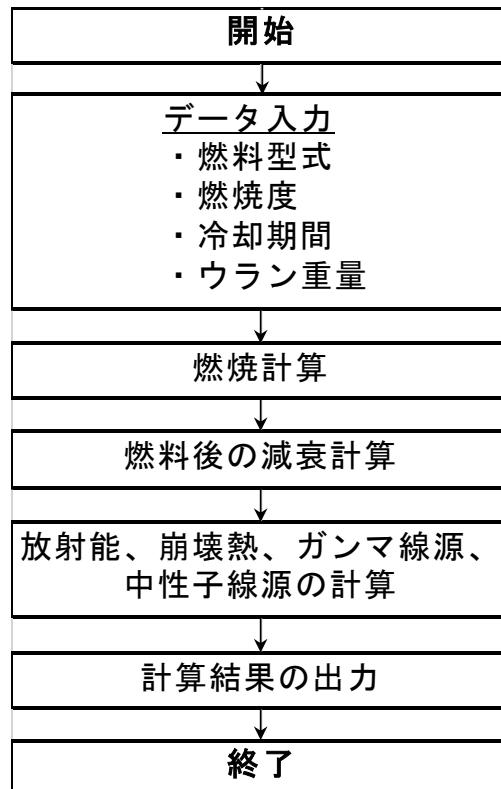 開始
データ入力
・燃料型式
・燃焼度
・冷却期間
・ウラン重量
燃焼計算
燃料後の減衰計算
放射能、崩壊熱、ガンマ線源、
中性子線源の計算
計算結果の出力
終了